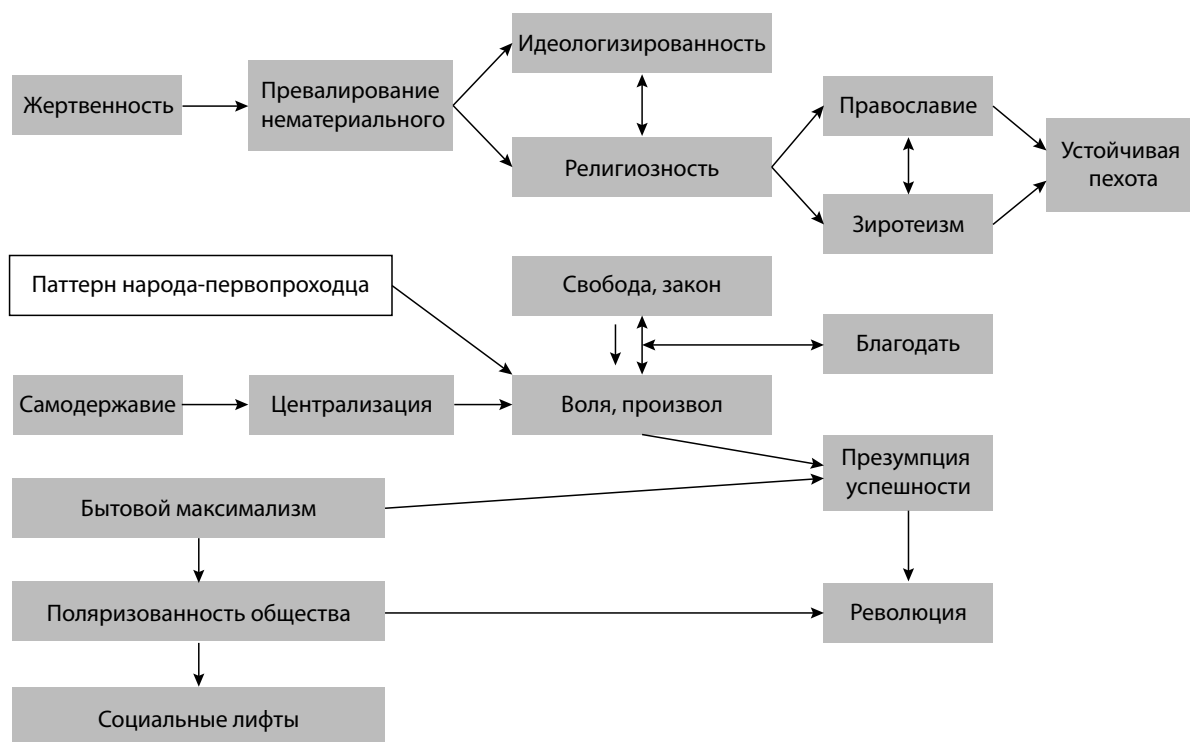 Идеологизированность
Жертвенность
Превалирование
нематериального
Православие
Религиозность
Устойчивая
пехота
Зиротеизм
Паттерн народа-первопроходца
Свобода, закон
Благодать
Самодержавие
Централизация
Воля, произвол
Презумпция
успешности
Бытовой максимализм
Поляризованность общества
Революция
Социальные лифты